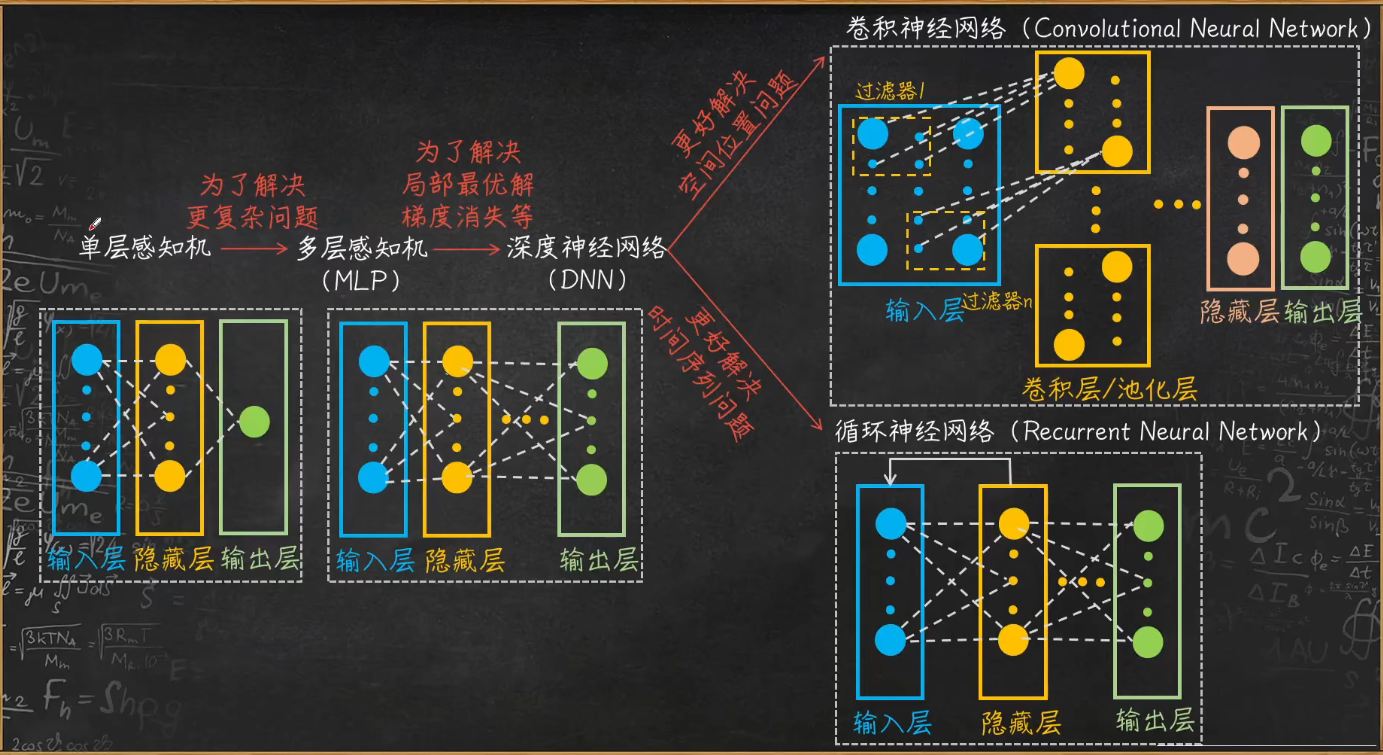 卷积神经网络（Convolutional Neural Network）
过滤器1
更好解决
空间位置问题
为了解决
更复杂问题
为了解决
局部最优解
梯度消失等
单层感知机
多层感知机
（MLP）
深度神经网络
（DNN）
输入层
过滤器n
隐藏层
输出层
卷积层/池化层
更好解决
时间序列问题
循环神经网络（Recurrent Neural Network）
输入层
隐藏层
输出层
输入层
隐藏层
输出层
输入层
隐藏层
输出层